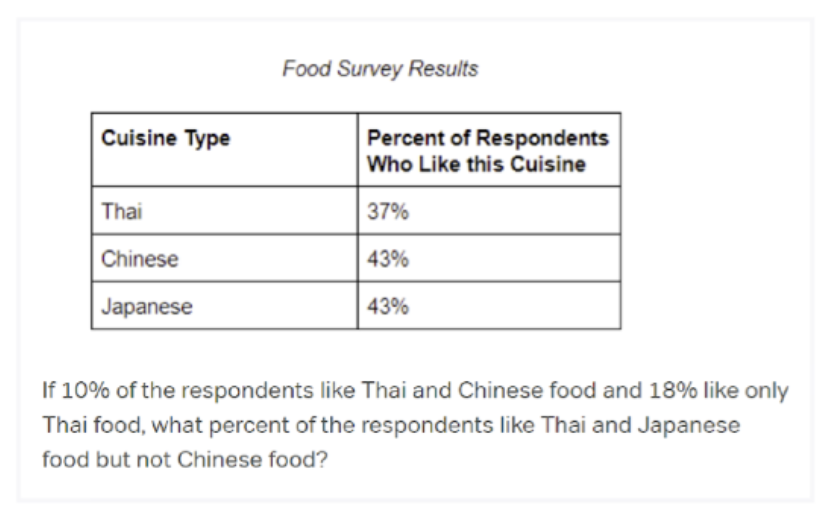 Food Survey Results
Cuisine Type
Percent of Respondents
Who Like this Cuisine
Thai
37%
Chinese
43%
Japanese
43%
If 10% of the respondents like Thai and Chinese food and 18% like only
Thai food, what percent of the respondents like Thai and Japanese
food but not Chinese food?